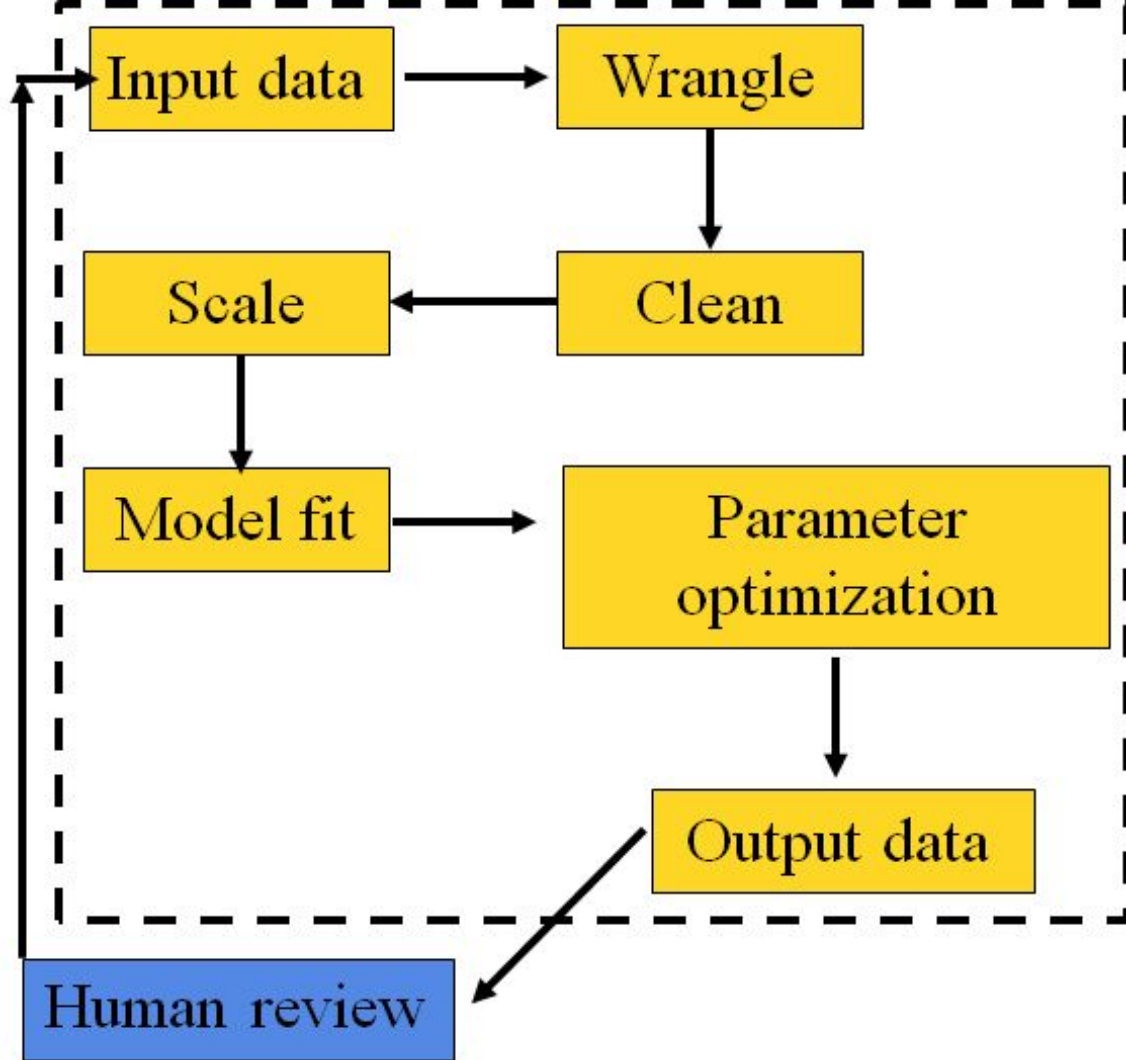 Input data
Wrangle
Clean
Scale
Model fit
Parameter
optimization
Output data
Human review